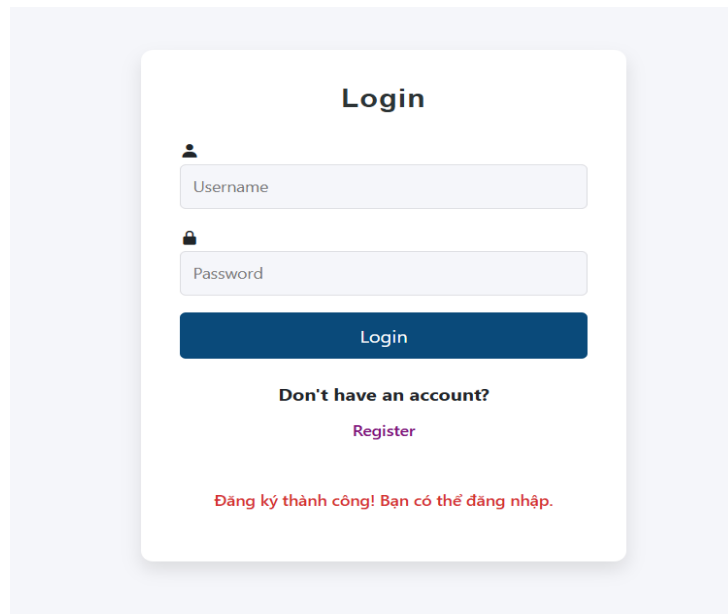 Login
Username
Password
Login
Don't have an account?
Register
Đăng ký thành công! Bạn có thể đăng nhập.